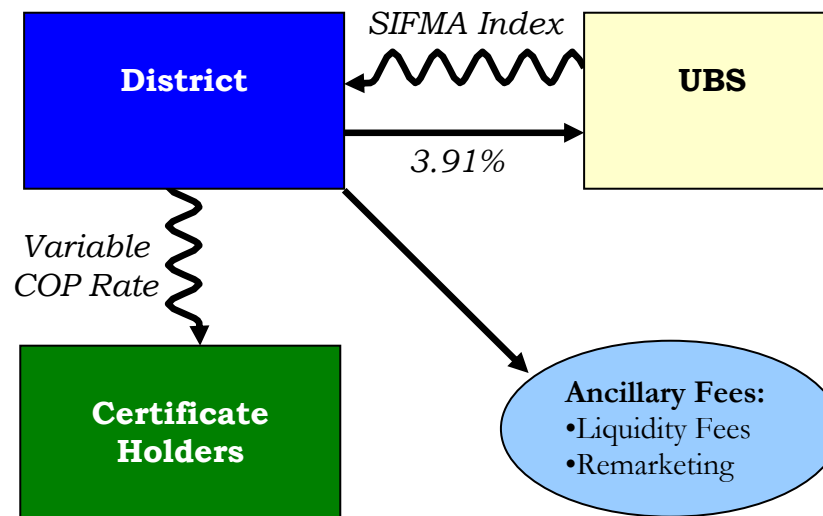 SIFMA Index
District
UBS
3.91%
Variable
COP Rate
Certificate
Holders
Ancillary Fees:
•Liquidity Fees
•Remarketing